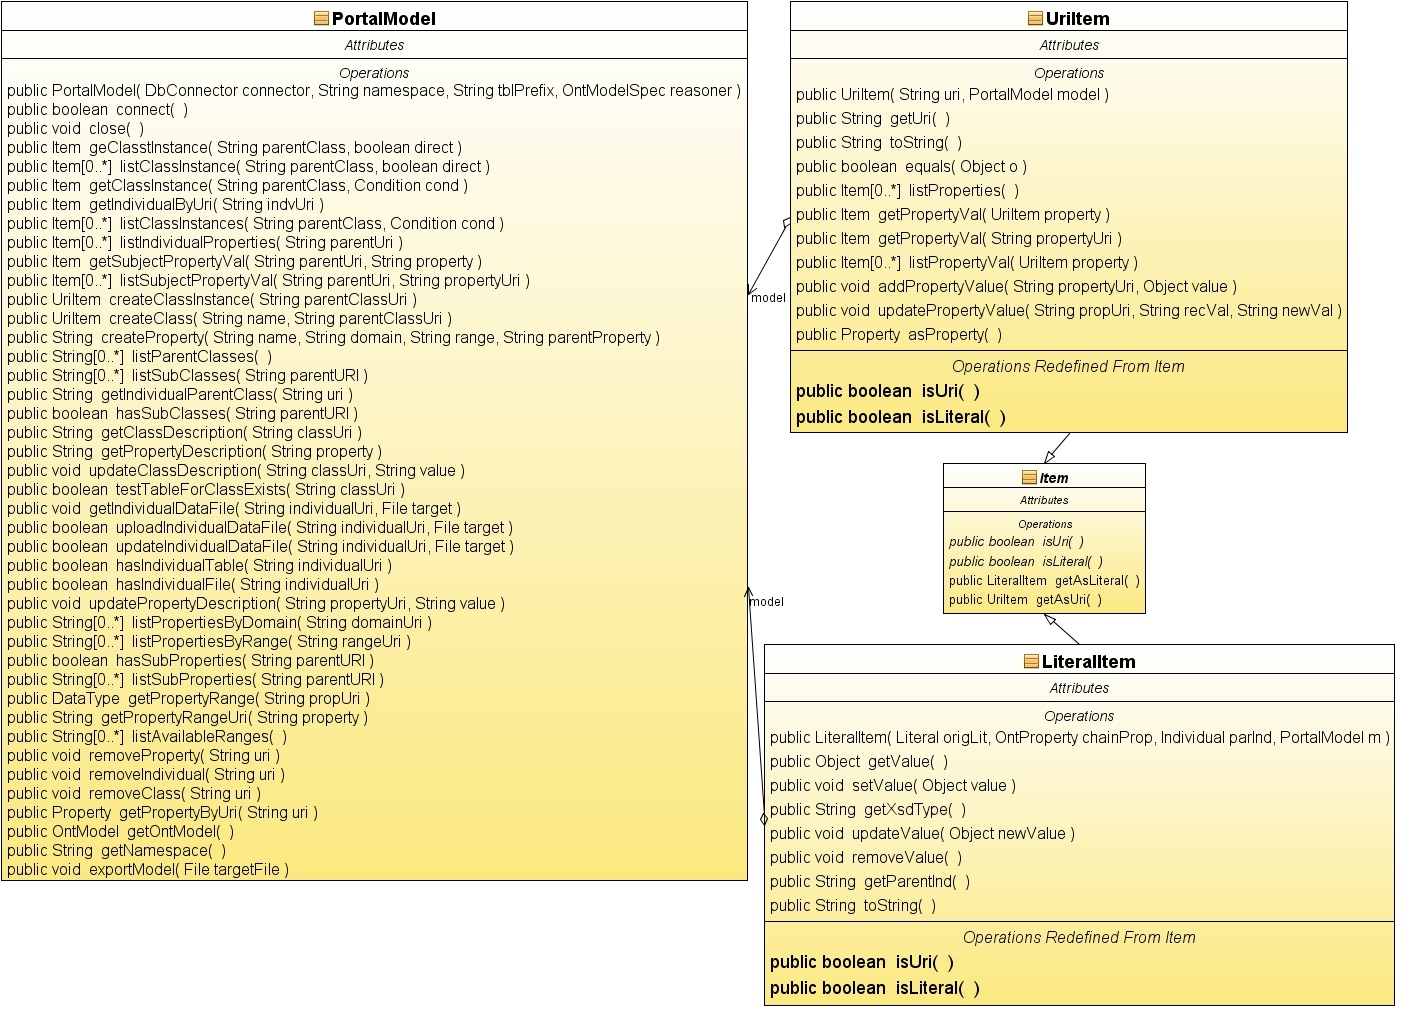 PortalModel
Attributes
Operations
public PortalModel( DbConnector connector, String namespace, String tblPrefix, OntModelSpec reasoner )
public boolean connect( )
public void close( )
public Item geClasstInstance( String parentClass, boolean direct )
public Item[0..*] listClassInstance( String parentClass, boolean direct )
public Item getClassInstance( String parentClass, Condition cond )
public Item getIndividualByUri( String indvUri )
public Item[0..*] listClassInstances( String parentClass, Condition cond )
public Item[0..*] listIndividualProperties( String parentUri )
public Item getSubjectPropertyVal( String parentUri, String property )
public Item[0..*] listSubjectPropertyVal( String parentUri, String propertyUri )
public UriItem createClassInstance( String parentClassUri )
public UriItem createClass( String name, String parentClassUri )
public String createProperty( String name, String domain, String range, String parentProperty )
public String[0..*] listParentClasses( )
public String[0..*] listSubClasses( String parentURI )
public String getIndividualParentClass( String uri )
public boolean hasSubClasses( String parentURI )
public String getClassDescription( String classUri )
public String getPropertyDescription( String property )
public void updateClassDescription( String classUri, String value )
public boolean testTableForClassExists( String classUri )
public void getIndividualDataFile( String individualUri, File target )
public boolean uploadIndividualDataFile( String individualUri, File target )
public boolean updateIndividualDataFile( String individualUri, File target )
public boolean hasIndividualTable( String individualUri )
public boolean hasIndividualFile( String individualUri )
public void updatePropertyDescription( String propertyUri, String value )
public String[0..*] listPropertiesByDomain( String domainUri )
public String[0..*] listPropertiesByRange( String rangeUri )
public boolean hasSubProperties( String parentURI )
public String[0..*] listSubProperties( String parentURI )
public DataType getPropertyRange( String propUri )
public String getPropertyRangeUri( String property )
public String[0..*] listAvailableRanges( )
public void removeProperty( String uri )
public void removeIndividual( String uri )
public void removeClass( String uri )
public Property getPropertyByUri( String uri )
public OntModel getOntModel( )
public String getNamespace( )
public void exportModel( File targetFile )
model
model
UriItem
Attributes
Operations
public UriItem( String uri, PortalModel model )
public String getUri( )
public String toString( )
public boolean equals( Object o )
public Item[0..*] listProperties( )
public Item getPropertyVal( UriItem property )
public Item getPropertyVal( String propertyUri )
public Item[0..*] listPropertyVal( UriItem property )
public void addPropertyValue( String propertyUri, Object value )
public void updatePropertyValue( String propUri, String recVal, String newVal )
public Property asProperty( )
Operations Redefined From Item
public boolean isUri( )
public boolean isLiteral( )
Item
Attributes
Operations
public boolean isUri( )
public boolean isLiteral( )
public LiteralItem getAsLiteral( )
public UriItem getAsUri( )
LiteralItem
Attributes
Operations
public LiteralItem( Literal origLit, OntProperty chainProp, Individual parInd, PortalModel m )
public Object getValue( )
public void setValue( Object value )
public String getXsdType( )
public void updateValue( Object newValue )
public void removeValue( )
public String getParentInd( )
public String toString( )
Operations Redefined From Item
public boolean isUri( )
public boolean isLiteral( )